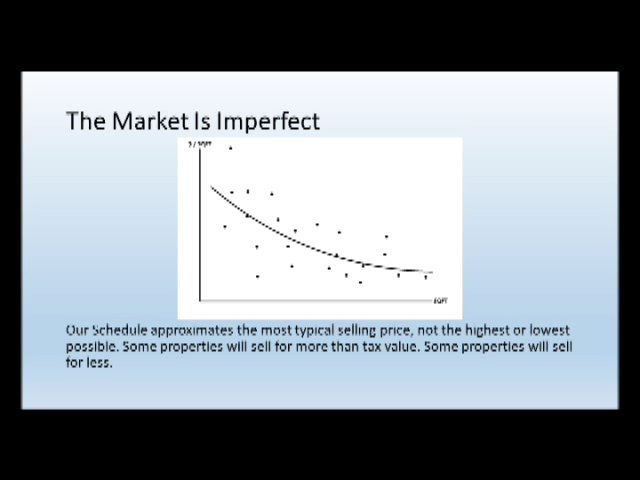 The Market Is Imperfect
$ / SQFT
SQFT
Our Schedule approximates the most typical selling price, not the highest or lowest
possible. Some properties will sell for more than tax value. Some properties will sell
for less.